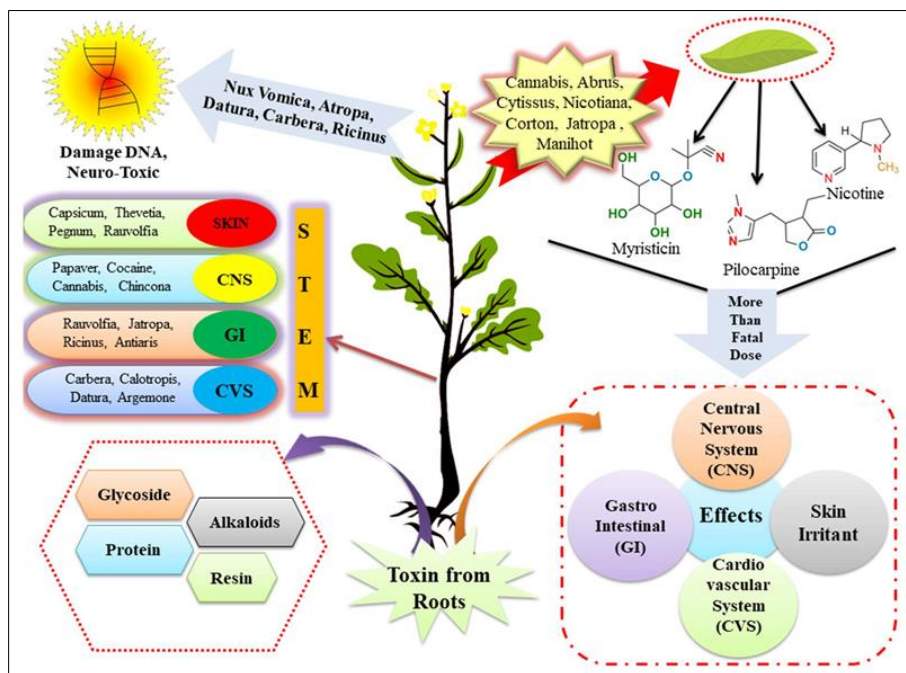 Nux Vomica, Atropa,
Datura, Carbera, Ricinus
Damage DNA,
Neuro-Toxic
Cannabis, Abrus,
Cytissus, Nicotiana,
Corton, Jatropa ,
Manihot
OH
HO
HO
OH
O
O
N
Myristicin
N
N
O
O
Pilocarpine
H
N
N
CH3
Nicotine
Capsicum, Thevetia,
Pegnum, Rauvolfia
SKIN
Papaver, Cocaine,
Cannabis, Chincona
CNS
Rauvolfia, Jatropa,
Ricinus, Antiaris
GI
Carbera, Calotropis,
Datura, Argemone
CVS
S
T
E
M
More
Than
Fatal
Dose
Glycoside
Alkaloids
Protein
Resin
Toxin from
Roots
Central
Nervous
System
(CNS)
Gastro
Intestinal
(GI)
Effects
Skin
Irritant
Cardio
vascular
System
(CVS)